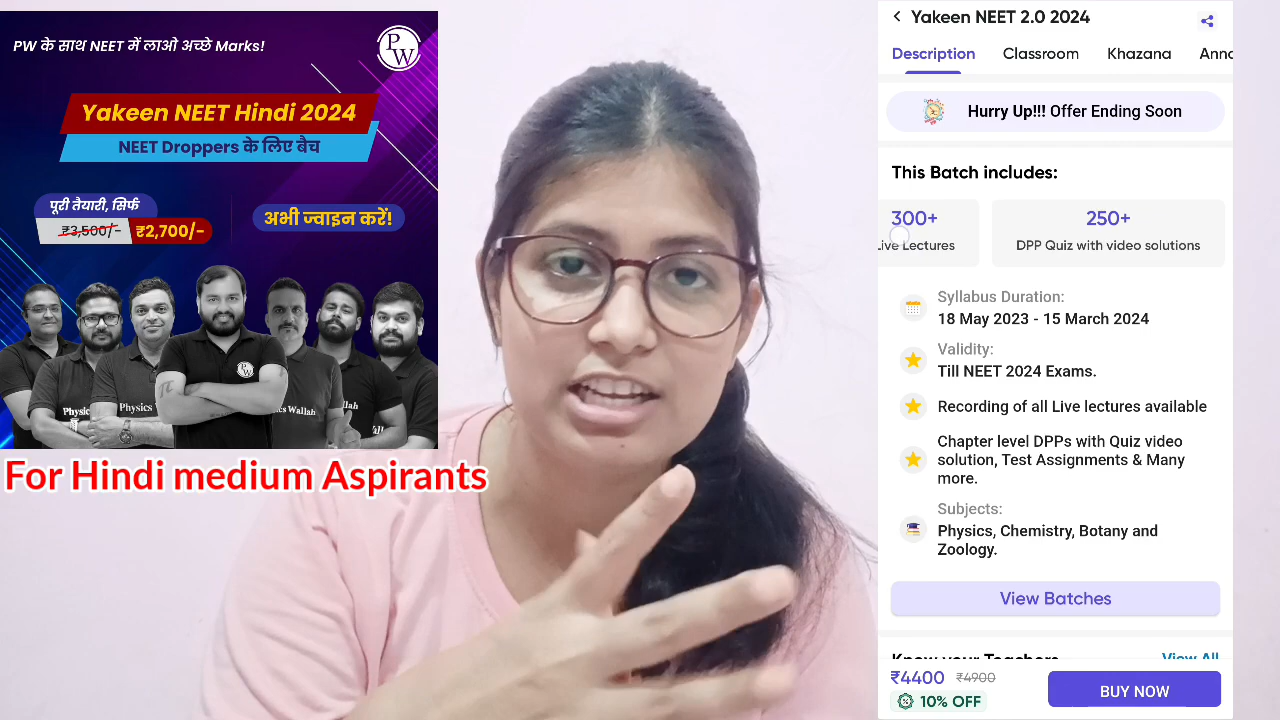 PW के साथ NEET में लाओ अच्छे Marks!
P
W
Yakeen NEET Hindi 2024
NEET Droppers के लिए बैच
पूरी तैयारी, सिर्फ
₹3,500/- ₹2,700/-
अभी ज्वाइन करें!
Physics
For Hindi medium Aspirants
Yakeen NEET 2.0 2024
Description Classroom Khazana Anno
Hurry Up!!! Offer Ending Soon
This Batch includes:
300+
Live Lectures
250+
DPP Quiz with video solutions
Syllabus Duration:
18 May 2023 - 15 March 2024
Validity:
Till NEET 2024 Exams.
Recording of all Live lectures available
Chapter level DPPs with Quiz video
solution, Test Assignments & Many
more.
Subjects:
Physics, Chemistry, Botany and
Zoology.
View Batches
Know your Teachers
View All
₹4400 ₹4900
10% OFF
BUY NOW